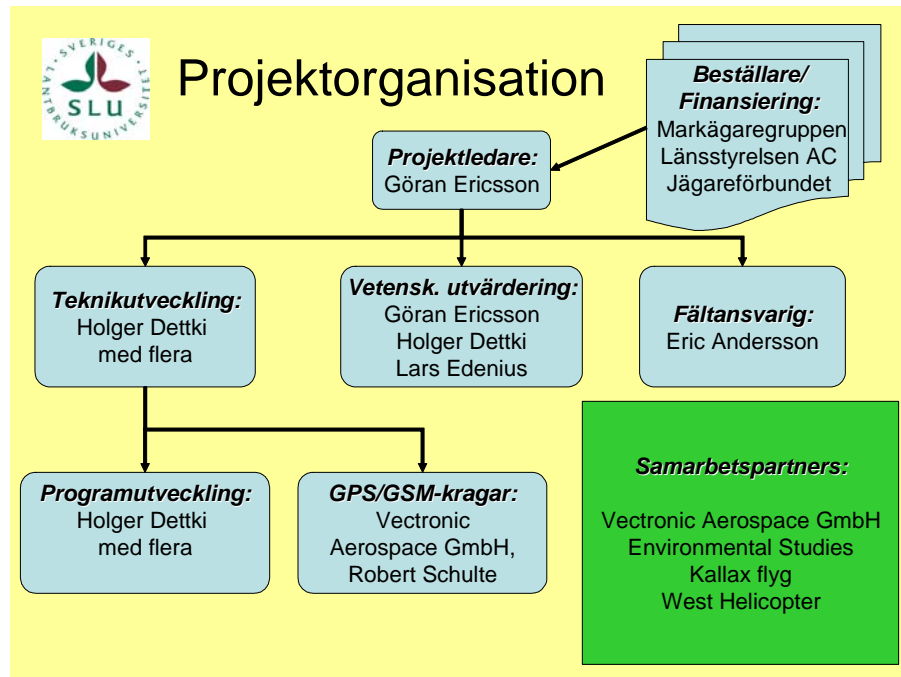 SVERIGES
LANTBRUKSUNIVERSITET
SLU
Projektorganisation
Beställare/
Finansiering:
Markägaregruppen
Länsstyrelsen AC
Jägareförbundet
Projektledare:
Göran Ericsson
Teknikutveckling:
Holger Dettki
med flera
Vetensk. utvärdering:
Göran Ericsson
Holger Dettki
Lars Edenius
Fältansvarig:
Eric Andersson
Programutveckling:
Holger Dettki
med flera
GPS/GSM-kragar:
Vectronic
Aerospace GmbH,
Robert Schulte
Samarbetspartners:
Vectronic Aerospace GmbH
Environmental Studies
Kallax flyg
West Helicopter